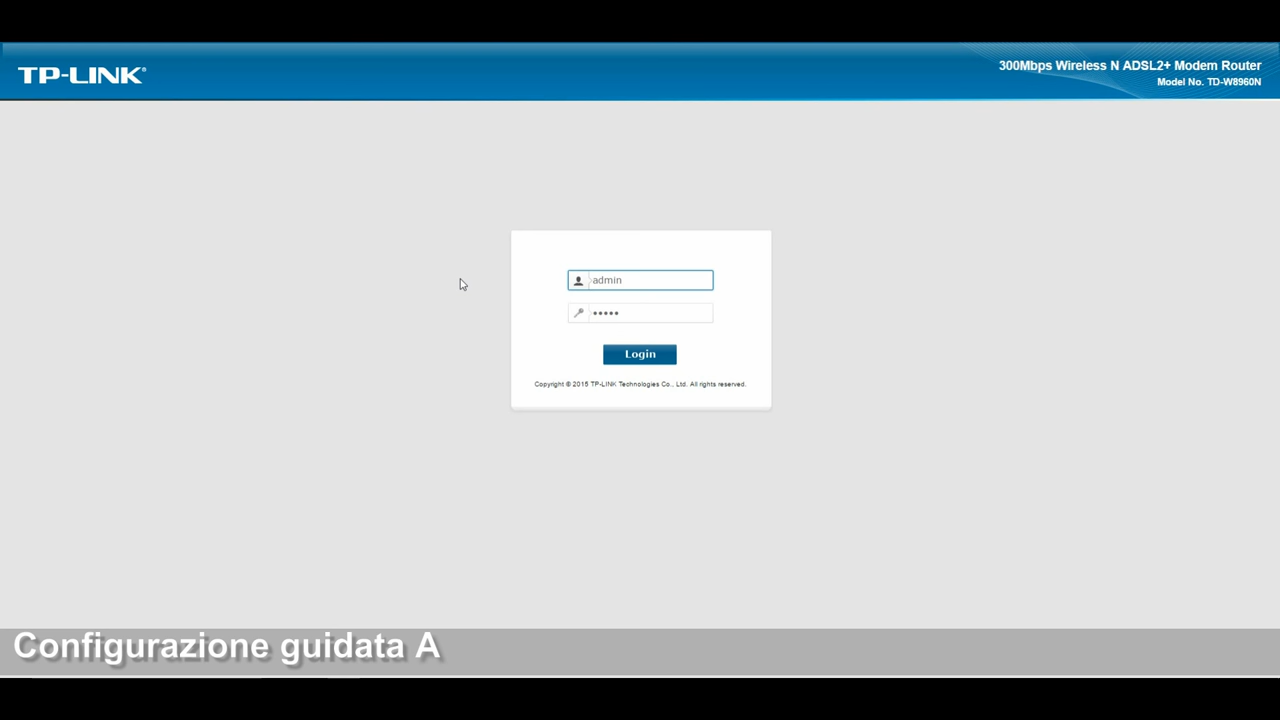 TP-LINK®
300Mbps Wireless N ADSL2+ Modem Router
Model No. TD-W8960N
admin
•••••
Login
Copyright © 2015 TP-LINK Technologies Co., Ltd. All rights reserved.
Configurazione guidata A